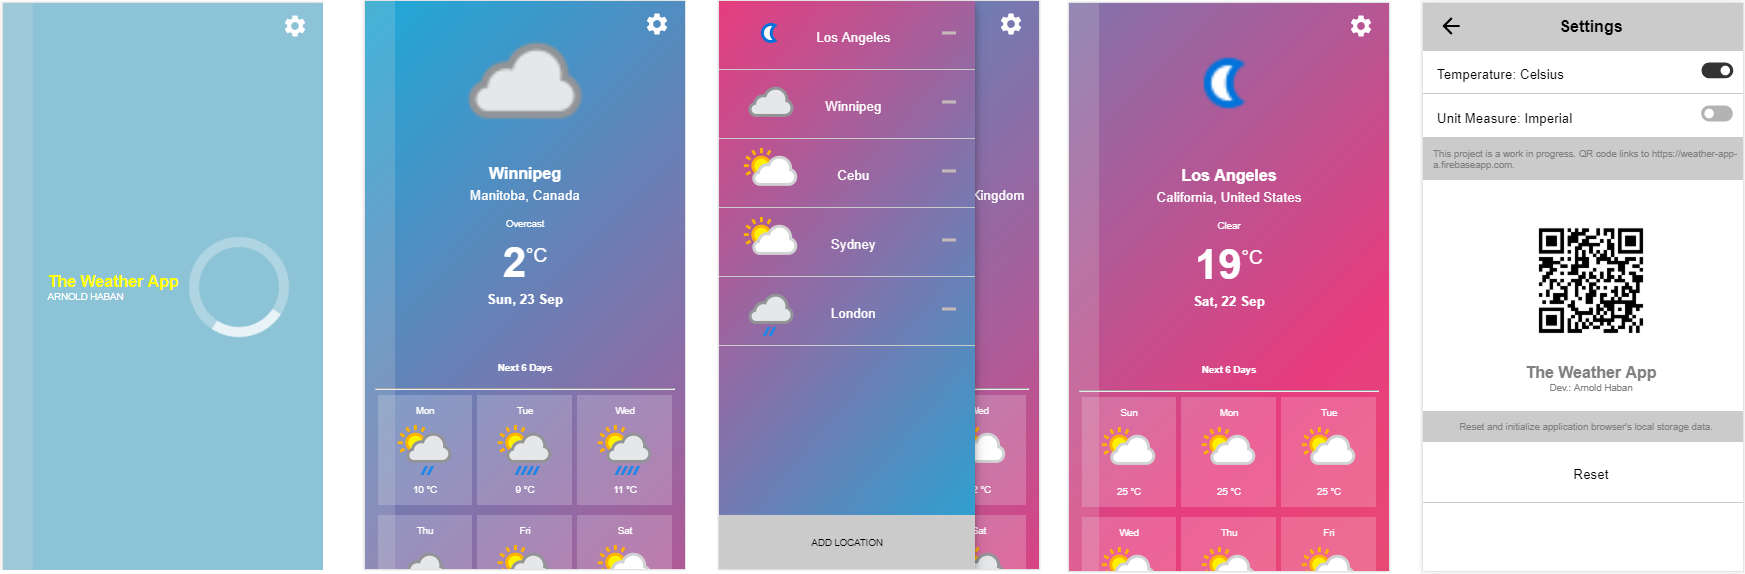 The Weather App
ARNOLD HABAN
Winnipeg
Manitoba, Canada
Overcast
2°C
Sun, 23 Sep
Next 6 Days
Mon
Tue
Wed
10 °C
9 °C
11 °C
Thu
Fri
Sat
Los Angeles
Winnipeg
Cebu
Sydney
London
ADD LOCATION
Kingdom
Sat
Los Angeles
California, United States
Clear
19°C
Sat, 22 Sep
Next 6 Days
Sun
Mon
Tue
25 °C
25 °C
25 °C
Wed
Thu
Fri
Settings
Temperature: Celsius
Unit Measure: Imperial
This project is a work in progress. QR code links to https://weather-app-
a.firebaseapp.com.
The Weather App
Dev.: Arnold Haban
Reset and initialize application browser's local storage data.
Reset